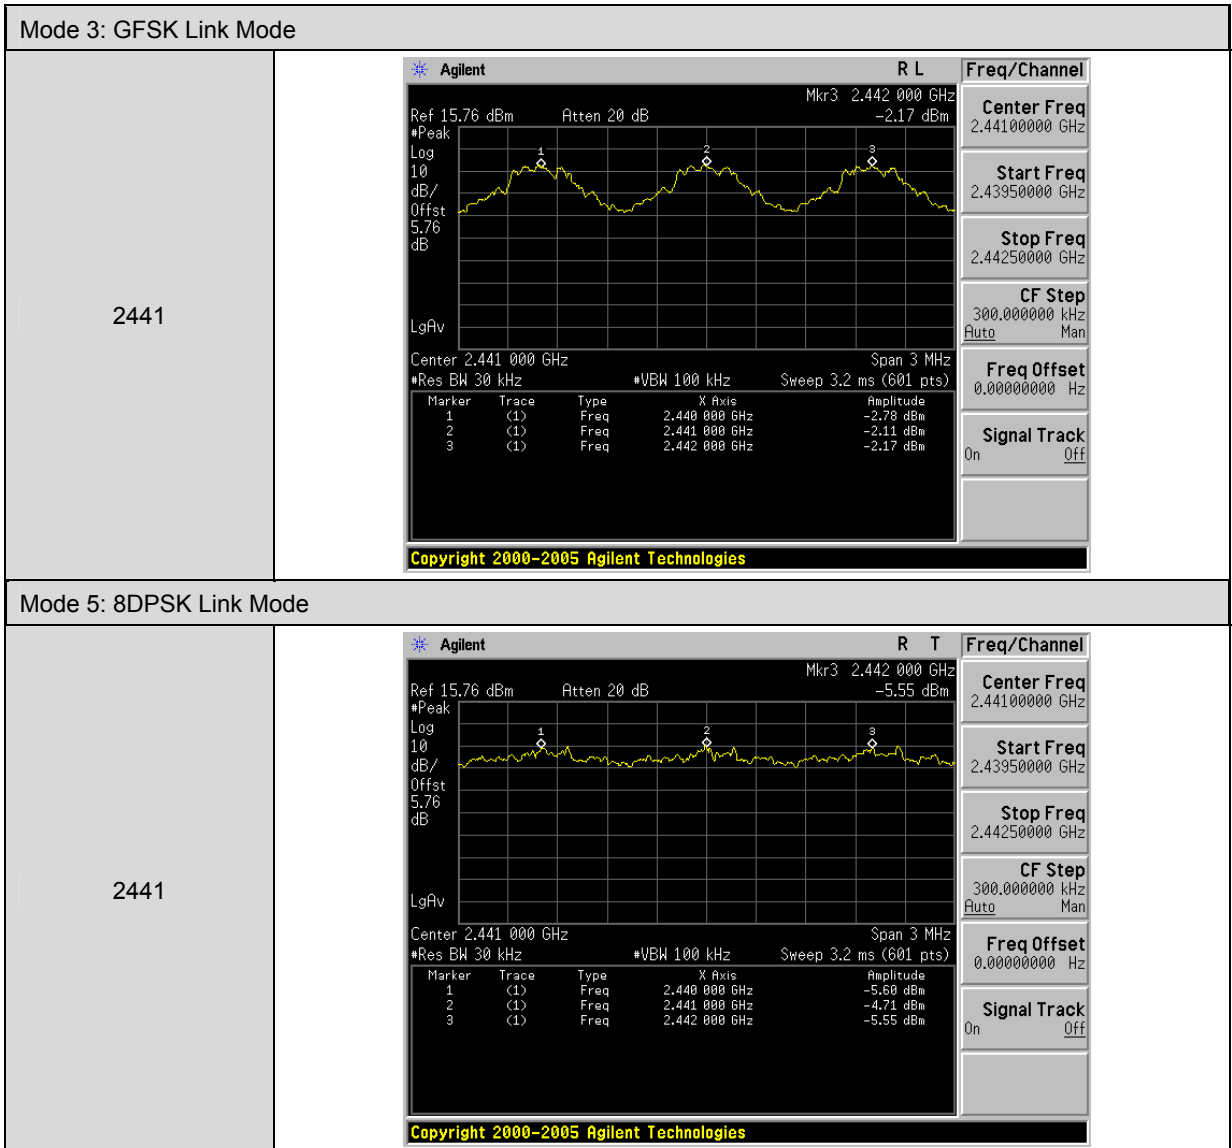 Mode 3: GFSK Link Mode
2441
Agilent R L Freq/Channel
Mkr3 2.442 000 GHz
Ref 15.76 dBm Atten 20 dB -2.17 dBm
#Peak
Log
10
dB/
Offst
5.76
dB
LgAv
1 2 3
Center 2.441 000 GHz Span 3 MHz
#Res BW 30 kHz #VBW 100 kHz Sweep 3.2 ms (601 pts)
Marker Trace Type X Axis Amplitude
1 (1) Freq 2.440 000 GHz -2.78 dBm
2 (1) Freq 2.441 000 GHz -2.11 dBm
3 (1) Freq 2.442 000 GHz -2.17 dBm
Center Freq
2.44100000 GHz
Start Freq
2.43950000 GHz
Stop Freq
2.44250000 GHz
CF Step
300.000000 kHz
Auto Man
Freq Offset
0.00000000 Hz
Signal Track
On Off
Copyright 2000-2005 Agilent Technologies
Mode 5: 8DPSK Link Mode
2441
Agilent R T Freq/Channel
Mkr3 2.442 000 GHz
Ref 15.76 dBm Atten 20 dB -5.55 dBm
#Peak
Log
10
dB/
Offst
5.76
dB
LgAv
1 2 3
Center 2.441 000 GHz Span 3 MHz
#Res BW 30 kHz #VBW 100 kHz Sweep 3.2 ms (601 pts)
Marker Trace Type X Axis Amplitude
1 (1) Freq 2.440 000 GHz -5.60 dBm
2 (1) Freq 2.441 000 GHz -4.71 dBm
3 (1) Freq 2.442 000 GHz -5.55 dBm
Center Freq
2.44100000 GHz
Start Freq
2.43950000 GHz
Stop Freq
2.44250000 GHz
CF Step
300.000000 kHz
Auto Man
Freq Offset
0.00000000 Hz
Signal Track
On Off
Copyright 2000-2005 Agilent Technologies